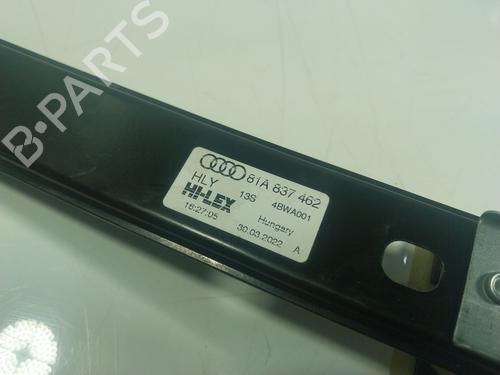 B-PARTS
81A 837 462
HLY 13S 4BWA001
HI-LEX Hungary
16:27:05 30.03.2022 A